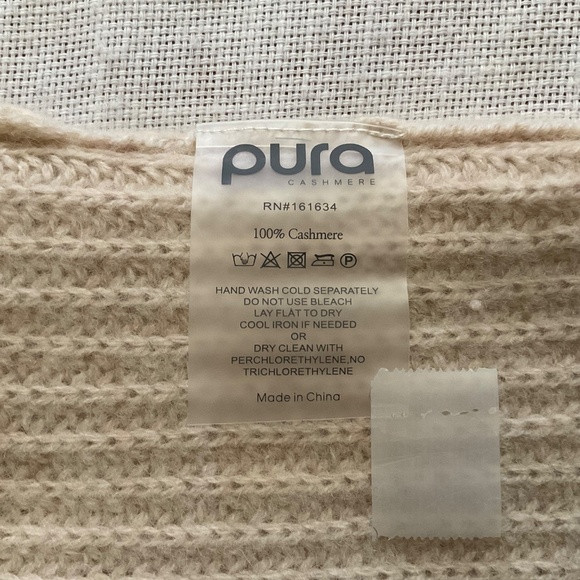 pura
CASHMERE
RN#161634
100% Cashmere
HAND WASH COLD SEPARATELY
DO NOT USE BLEACH
LAY FLAT TO DRY
COOL IRON IF NEEDED
OR
DRY CLEAN WITH
PERCHLORETHYLENE,NO
TRICHLORETHYLENE
Made in China